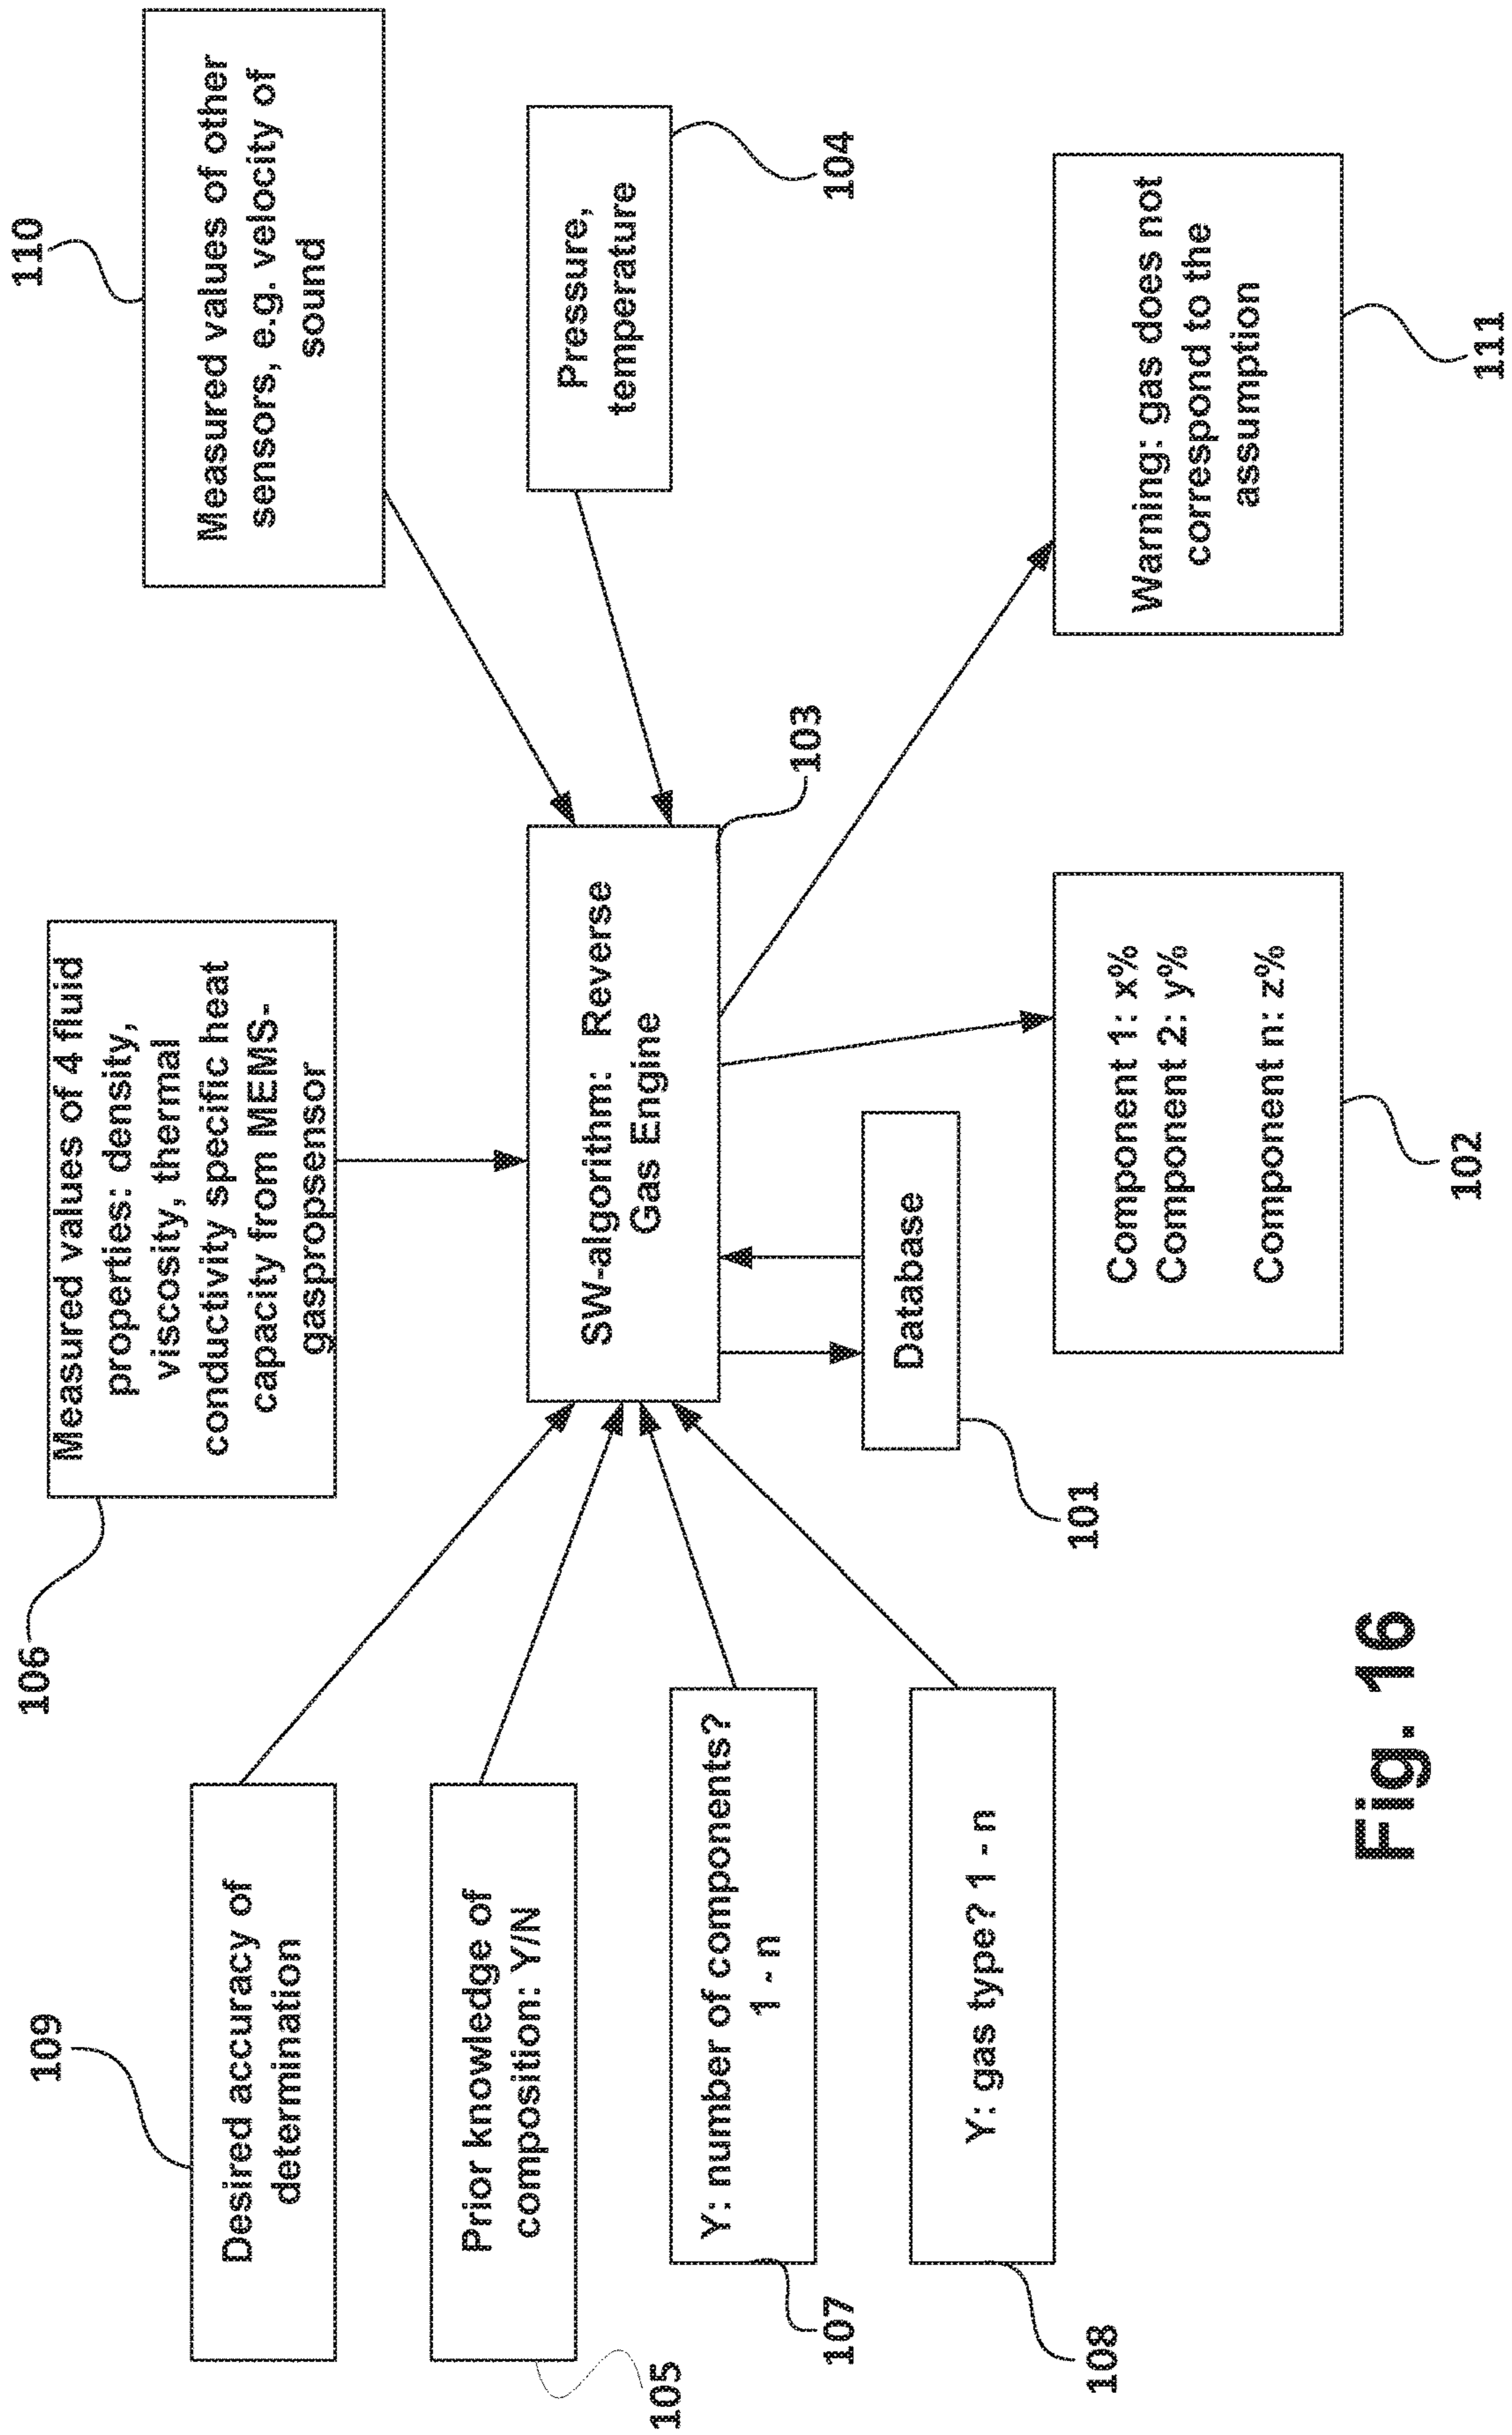 106
Measured values of 4 fluid
properties: density,
viscosity, thermal
conductivity specific heat
capacity from MEMS-
gaspropsensor
110
Measured values of other
sensors, e.g. velocity of
sound
109
Desired accuracy of
determination
Prior knowledge of
composition: Y/N
105
Y: number of components?
1 - n
107
Y: gas type? 1 - n
108
SW-algorithm: Reverse
Gas Engine
103
Pressure,
temperature
104
Database
101
Component 1: x%
Component 2: y%
Component n: z%
102
Warning: gas does not
correspond to the
assumption
111
Fig. 16